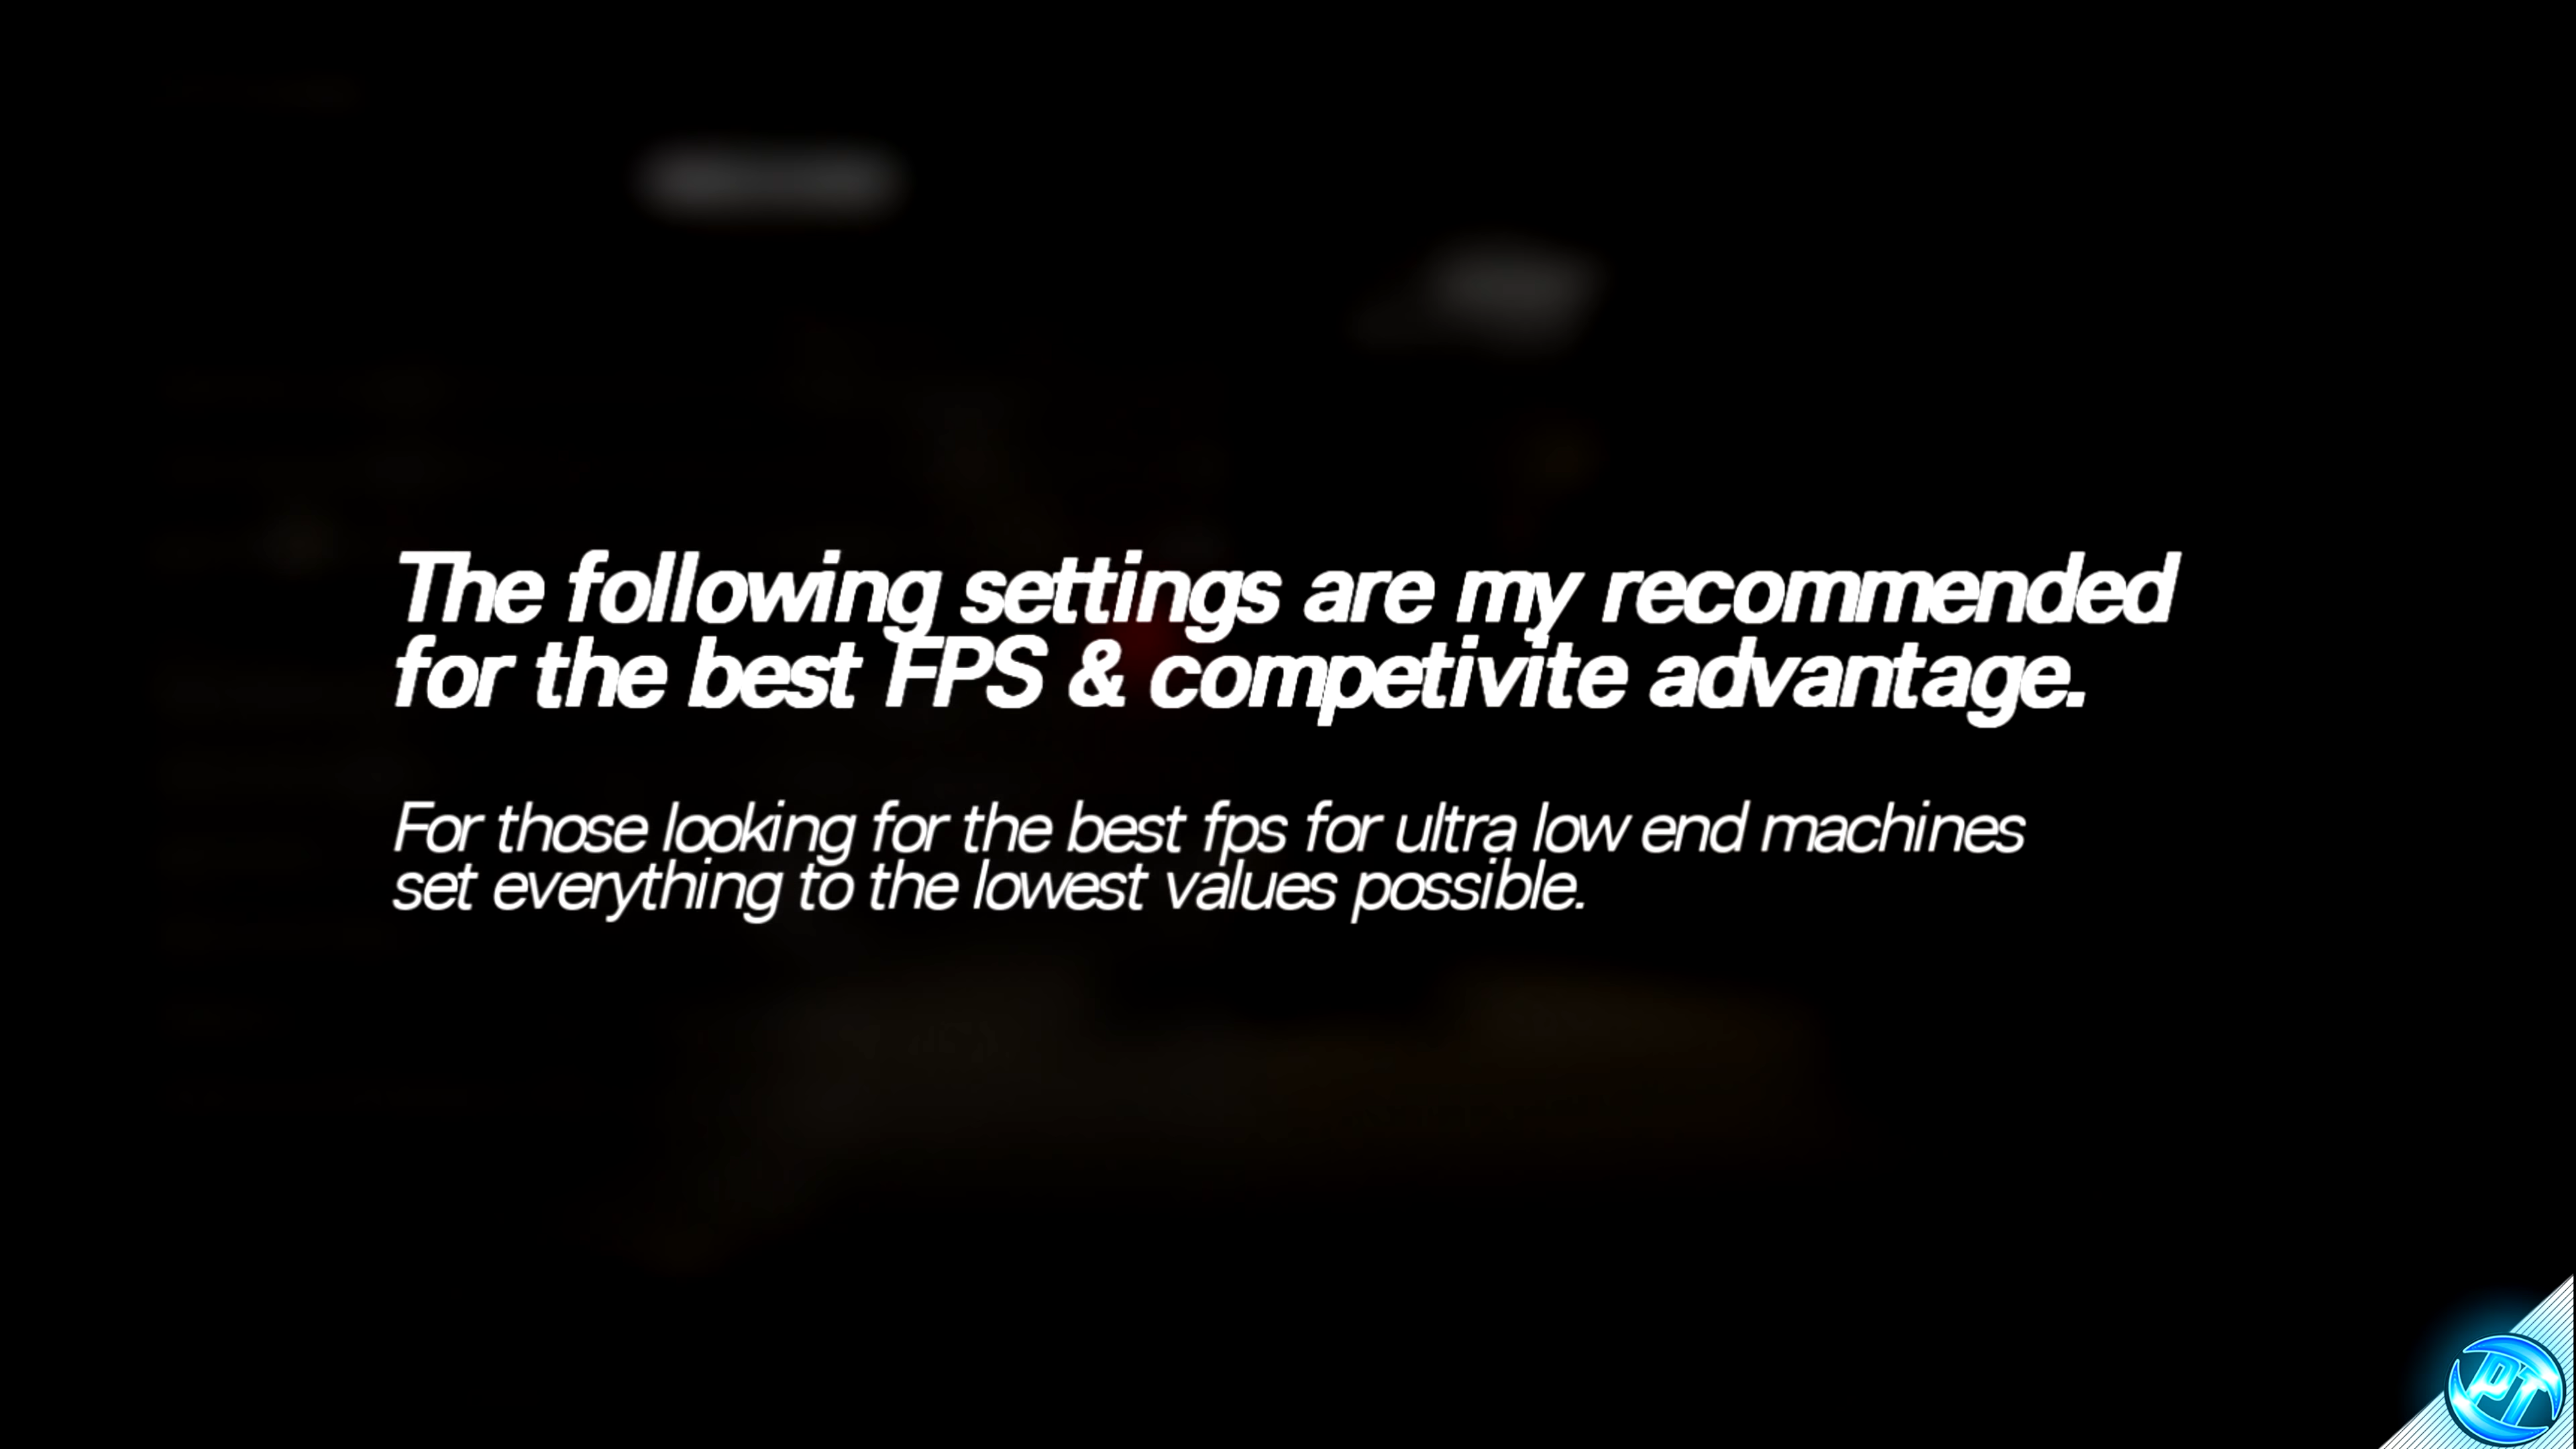 The following settings are my recommended
for the best FPS & competivite advantage.
For those looking for the best fps for ultra low end machines
set everything to the lowest values possible.
PT